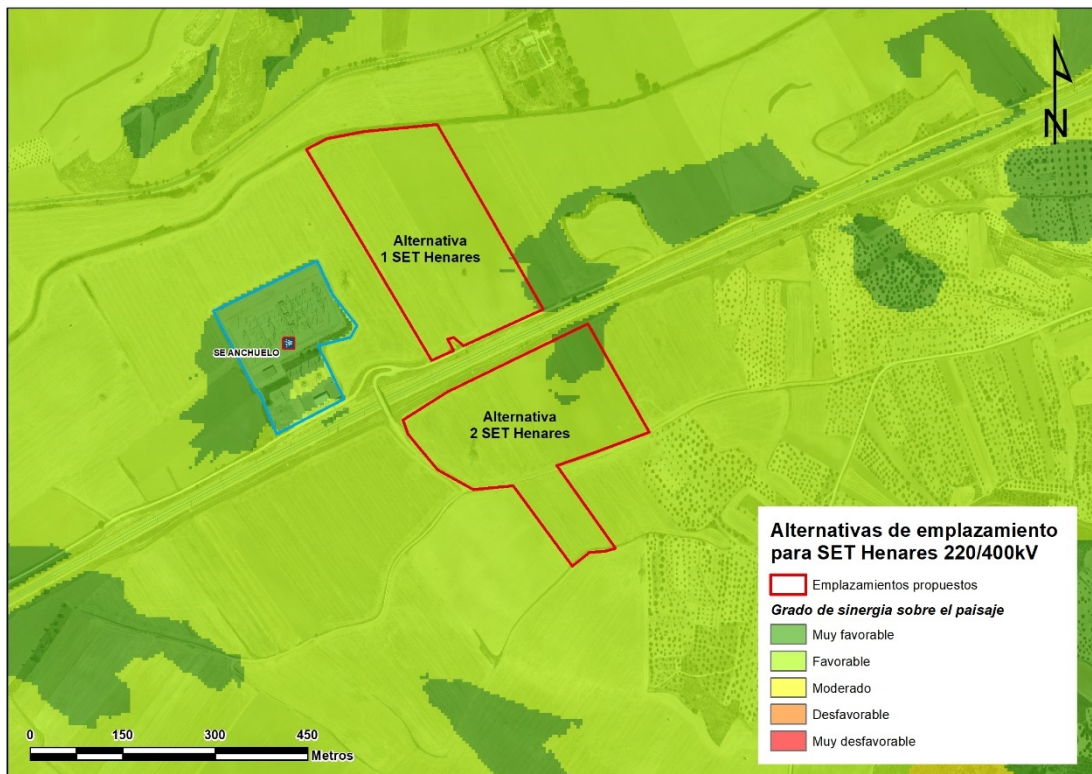 N
Alternativa
1 SET Henares
SE ANCHUELO
Alternativa
2 SET Henares
Alternativas de emplazamiento
para SET Henares 220/400kV
Emplazamientos propuestos
Grado de sinergia sobre el paisaje
Muy favorable
Favorable
Moderado
Desfavorable
Muy desfavorable
0 150 300 450
Metros